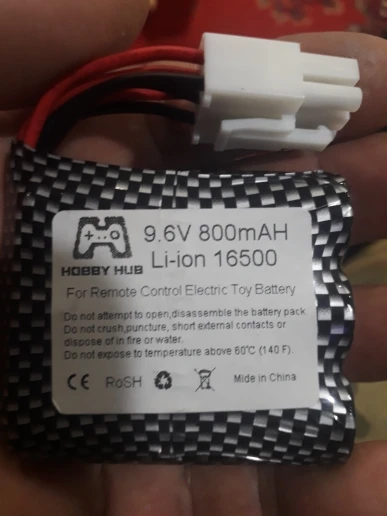 9.6V 800mAH
HOBBY HUB Li-ion 16500
For Remote Control Electric Toy Battery
Do not attempt to open,disassemble the battery pack
Do not crush,puncture, short external contacts or
dispose of in fire or water.
Do not expose to temperature above 60℃ (140 F).
CE RoSH Made in China